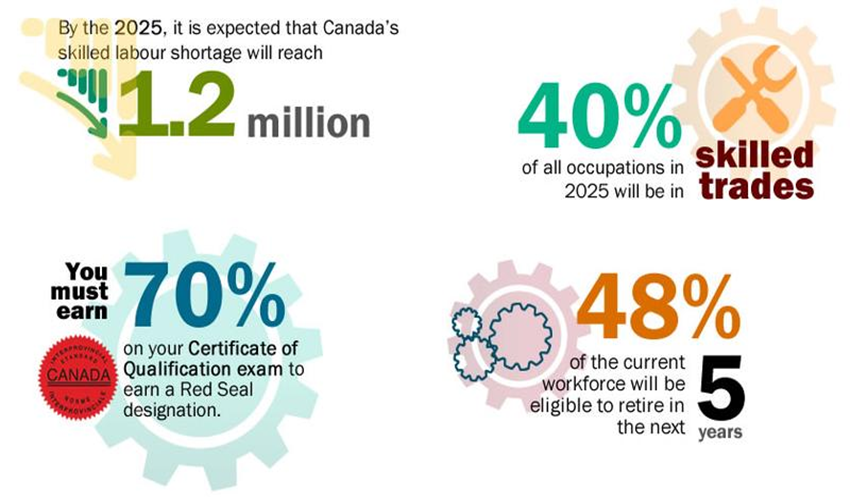 By the 2025, it is expected that Canada's
skilled labour shortage will reach
1.2 million
40%
of all occupations in
2025 will be in
skilled
trades
You
must
earn
70%
on your Certificate of
Qualification exam to
earn a Red Seal
designation.
INTERPROVINCIAL
STANDARD
CANADA
NORME
INTERPROVINCIALE
48%
of the current
workforce will be
eligible to retire in
the next
5
years